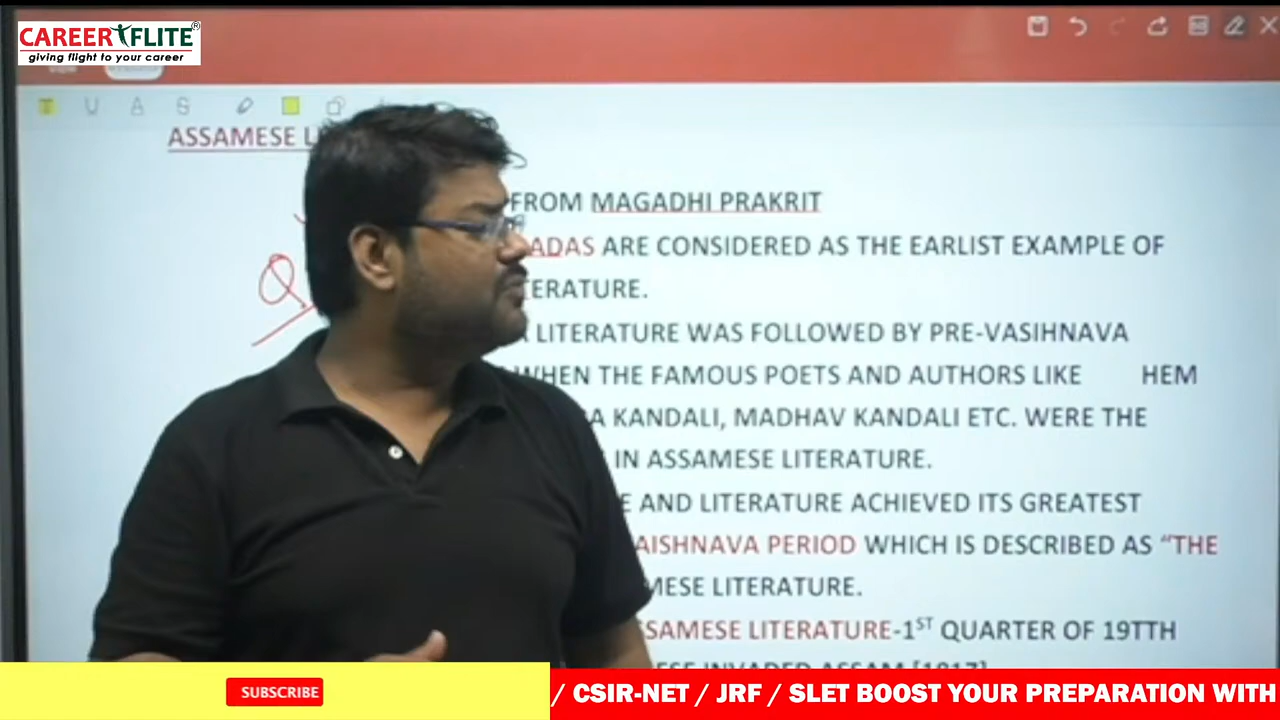 CAREER FLITE®
giving flight to your career
ASSAMESE
FROM MAGADHI PRAKRIT
ADAS ARE CONSIDERED AS THE EARLIST EXAMPLE OF
TERATURE.
LITERATURE WAS FOLLOWED BY PRE-VASIHNAVA
WHEN THE FAMOUS POETS AND AUTHORS LIKE HEM
KANDALI, MADHAV KANDALI ETC. WERE THE
IN ASSAMESE LITERATURE.
E AND LITERATURE ACHIEVED ITS GREATEST
AISHNAVA PERIOD WHICH IS DESCRIBED AS “THE
MESE LITERATURE.
SSAMESE LITERATURE-1ST QUARTER OF 19TTH
SUBSCRIBE
/ CSIR-NET / JRF / SLET BOOST YOUR PREPARATION WITH